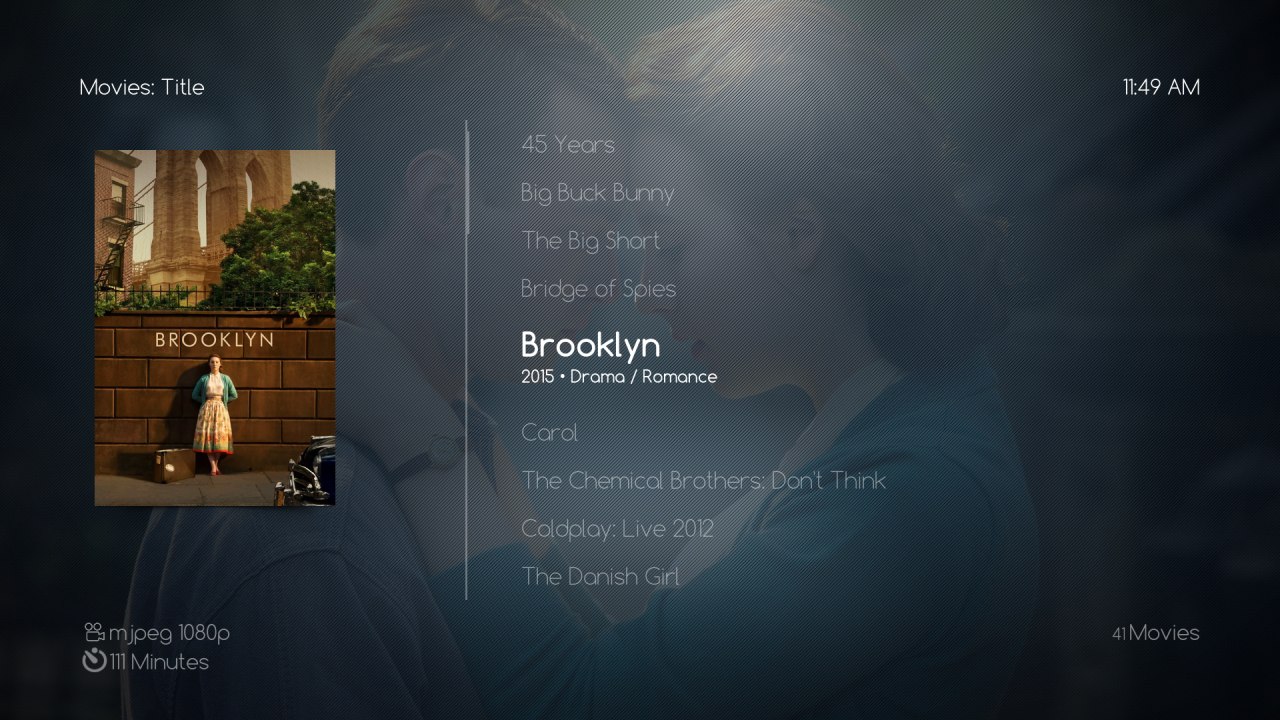 Movies: Title
11:49 AM
BROOKLYN
45 Years
Big Buck Bunny
The Big Short
Bridge of Spies
Brooklyn
2015 • Drama / Romance
Carol
The Chemical Brothers: Don't Think
Coldplay: Live 2012
The Danish Girl
mjpeg 1080p
111 Minutes
41 Movies